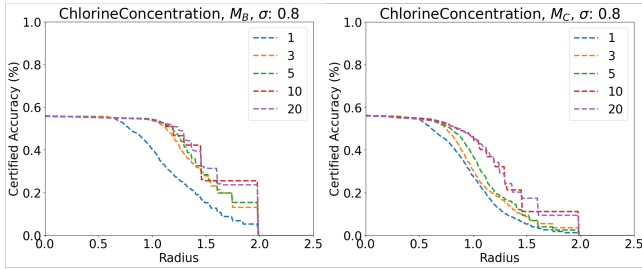 ChlorineConcentration, M_B, σ: 0.8
Certified Accuracy (%)
1.0
0.8
0.6
0.4
0.2
0.0
1
3
5
10
20
0.0 0.5 1.0 1.5 2.0 2.5
Radius
ChlorineConcentration, M_C, σ: 0.8
Certified Accuracy (%)
1.0
0.8
0.6
0.4
0.2
0.0
1
3
5
10
20
0.0 0.5 1.0 1.5 2.0 2.5
Radius